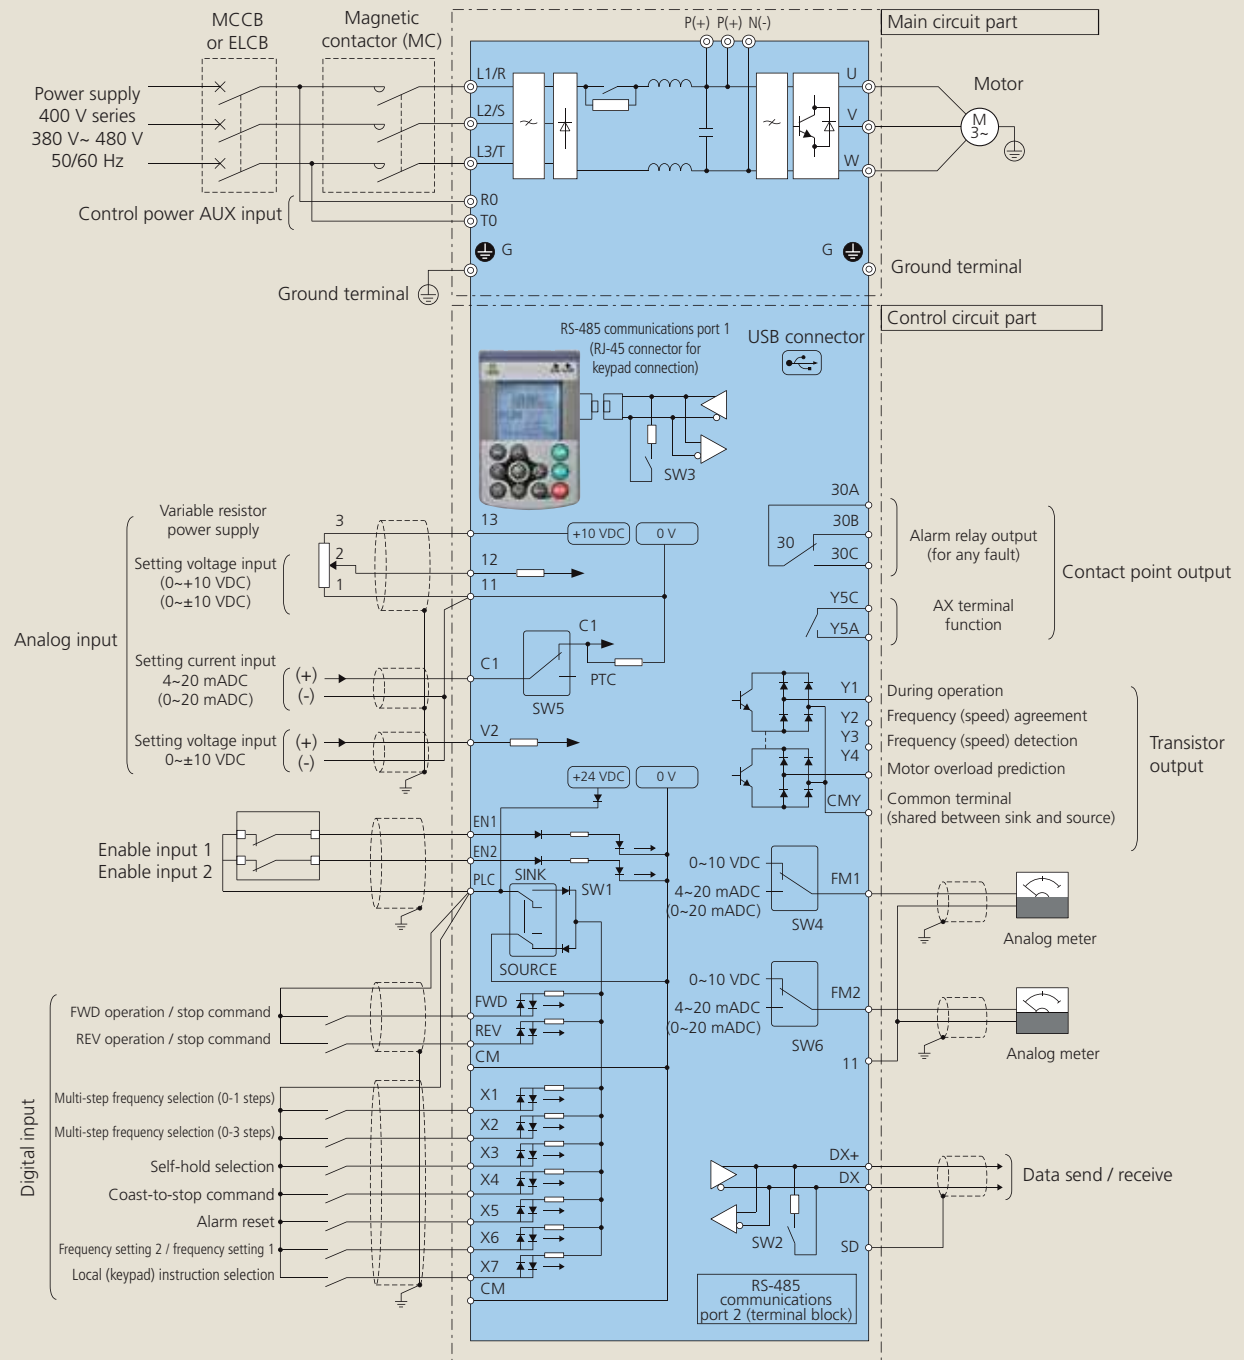 MCCB
or ELCB
Magnetic
contactor (MC)
P(+) P(+) N(-)
Main circuit part
Power supply
400 V series
380 V~ 480 V
50/60 Hz
L1/R
L2/S
L3/T
U
V
W
Motor
M
3~
Control power AUX input
R0
T0
G
G
Ground terminal
Ground terminal
Control circuit part
RS-485 communications port 1
(RJ-45 connector for
keypad connection)
USB connector
SW3
Analog input
Variable resistor
power supply
Setting voltage input
(0~+10 VDC)
(0~±10 VDC)
3
2
1
13
12
11
+10 VDC
0 V
Setting current input
4~20 mADC
(0~20 mADC)
(+)
(-)
C1
C1
PTC
SW5
Setting voltage input
0~±10 VDC
(+)
(-)
V2
+24 VDC
0 V
30A
30B
30
30C
Alarm relay output
(for any fault)
Contact point output
Y5C
Y5A
AX terminal
function
Y1
During operation
Y2
Frequency (speed) agreement
Y3
Frequency (speed) detection
Y4
Motor overload prediction
CMY
Common terminal
(shared between sink and source)
Transistor
output
Enable input 1
Enable input 2
EN1
EN2
PLC
SINK
SW1
SOURCE
0~10 VDC
4~20 mADC
(0~20 mADC)
SW4
FM1
Analog meter
0~10 VDC
4~20 mADC
(0~20 mADC)
SW6
FM2
Analog meter
11
Digital input
FWD operation / stop command
REV operation / stop command
FWD
REV
CM
Multi-step frequency selection (0-1 steps)
Multi-step frequency selection (0-3 steps)
Self-hold selection
Coast-to-stop command
Alarm reset
Frequency setting 2 / frequency setting 1
Local (keypad) instruction selection
X1
X2
X3
X4
X5
X6
X7
CM
DX+
DX
SW2
SD
Data send / receive
RS-485
communications
port 2 (terminal block)